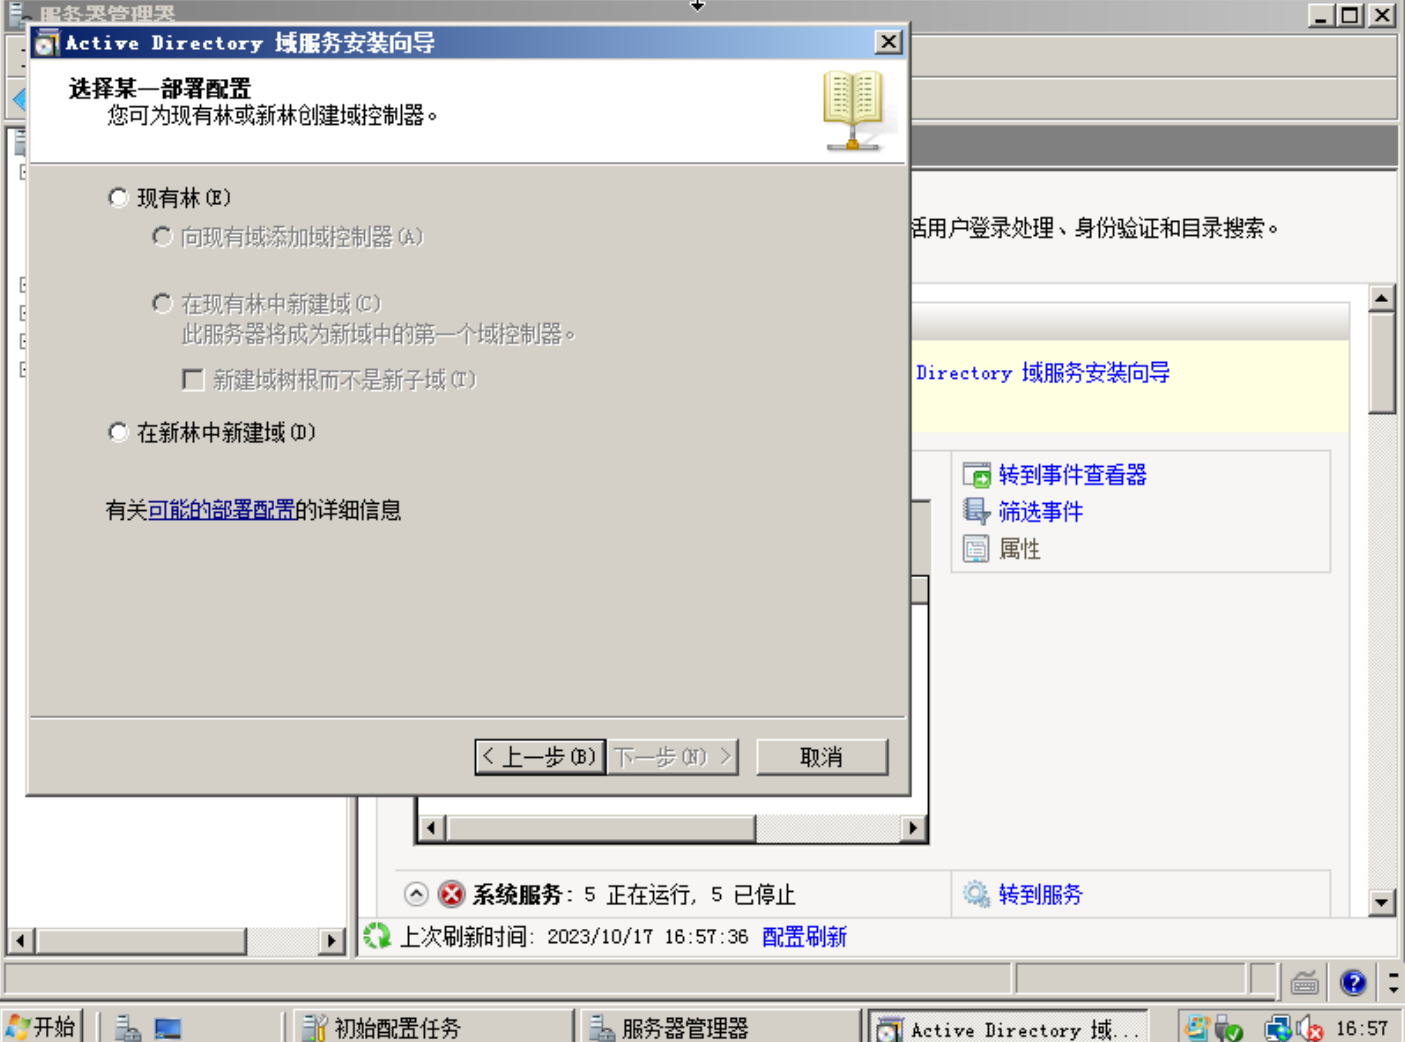 服务器管理器
Active Directory 域服务安装向导
选择某一部署配置
您可为现有林或新林创建域控制器。
现有林(E)
向现有域添加域控制器(A)
在现有林中新建域(C)
此服务器将成为新域中的第一个域控制器。
新建域树根而不是新子域(T)
在新林中新建域(D)
有关可能的部署配置的详细信息
< 上一步(B)
下一步(N) >
取消
括用户登录处理、身份验证和目录搜索。
Directory 域服务安装向导
转到事件查看器
筛选事件
属性
系统服务: 5 正在运行, 5 已停止
转到服务
上次刷新时间: 2023/10/17 16:57:36 配置刷新
开始
初始配置任务
服务器管理器
Active Directory 域...
16:57